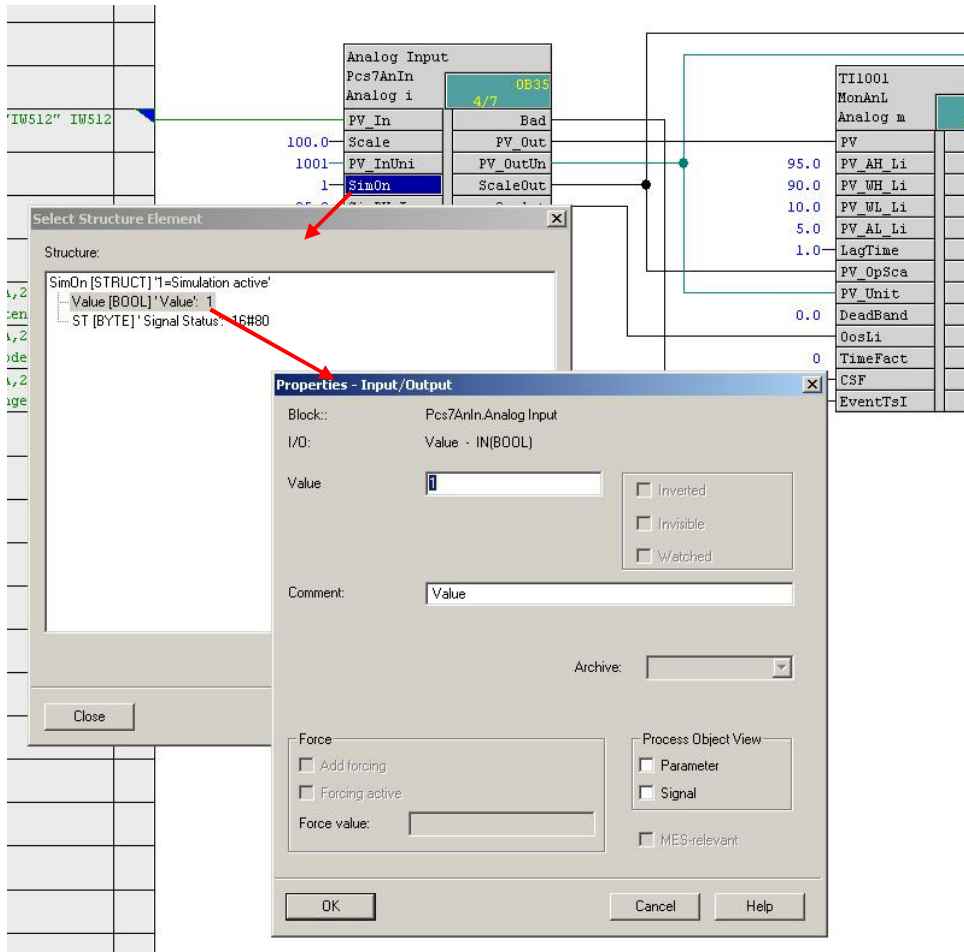 Analog Input
Pcs7AnIn
Analog i
OB35
4/7
"IW512" IW512
PV_In
Bad
100.0
Scale
PV_Out
1001
PV_InUni
PV_OutUn
1
SimOn
ScaleOut
TI1001
MonAnL
Analog m
PV
95.0
PV_AH_Li
90.0
PV_WH_Li
10.0
PV_WL_Li
5.0
PV_AL_Li
1.0
LagTime
PV_OpSca
PV_Unit
0.0
DeadBand
OosLi
0
TimeFact
CSF
EventTsI
Select Structure Element
Structure:
SimOn [STRUCT] '1=Simulation active'
Value [BOOL] 'Value': 1
ST [BYTE] 'Signal Status': 16#80
Close
Properties - Input/Output
Block::
Pcs7AnIn.Analog Input
I/O:
Value - IN(BOOL)
Value
1
Inverted
Invisible
Watched
Comment:
Value
Archive:
Force
Add forcing
Forcing active
Force value:
Process Object View
Parameter
Signal
MES-relevant
OK
Cancel
Help